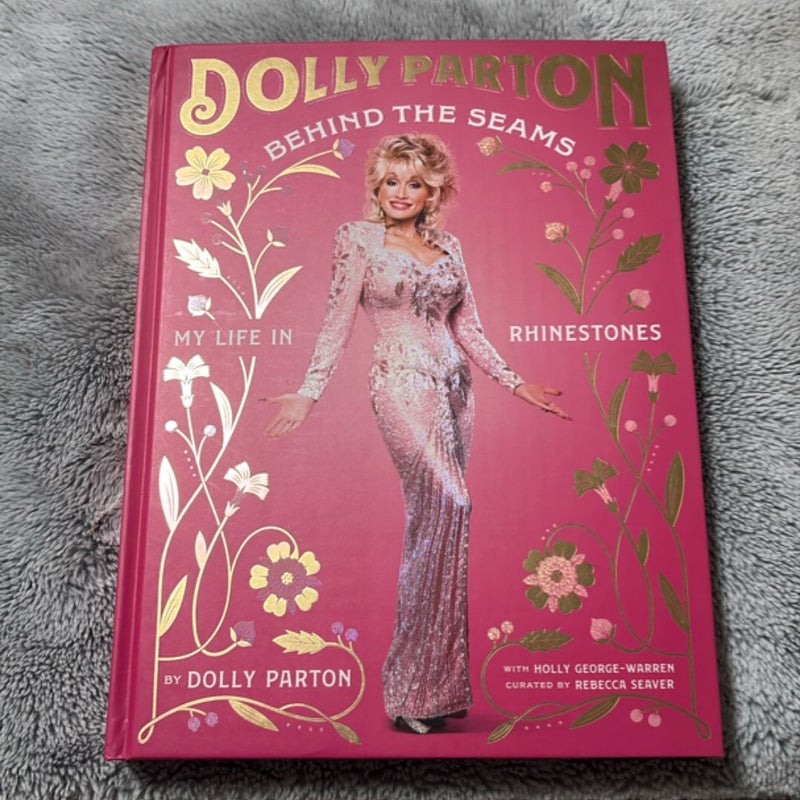 DOLLY PARTON
BEHIND THE SEAMS
MY LIFE IN RHINESTONES
BY DOLLY PARTON
WITH HOLLY GEORGE-WARREN
CURATED BY REBECCA SEAVER